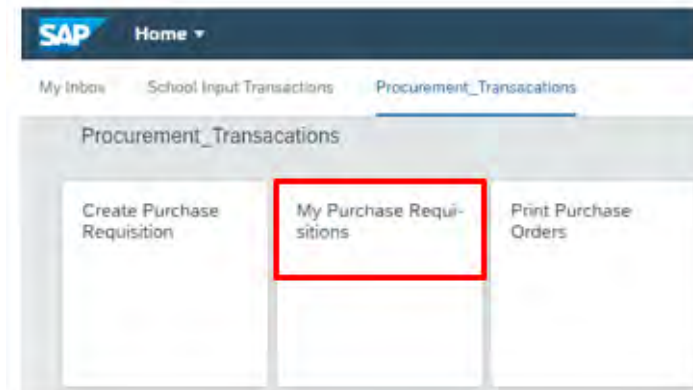 SAP Home
My Inbox School Input Transactions Procurement_Transacations
Procurement_Transacations
Create Purchase
Requisition
My Purchase Requi-
sitions
Print Purchase
Orders